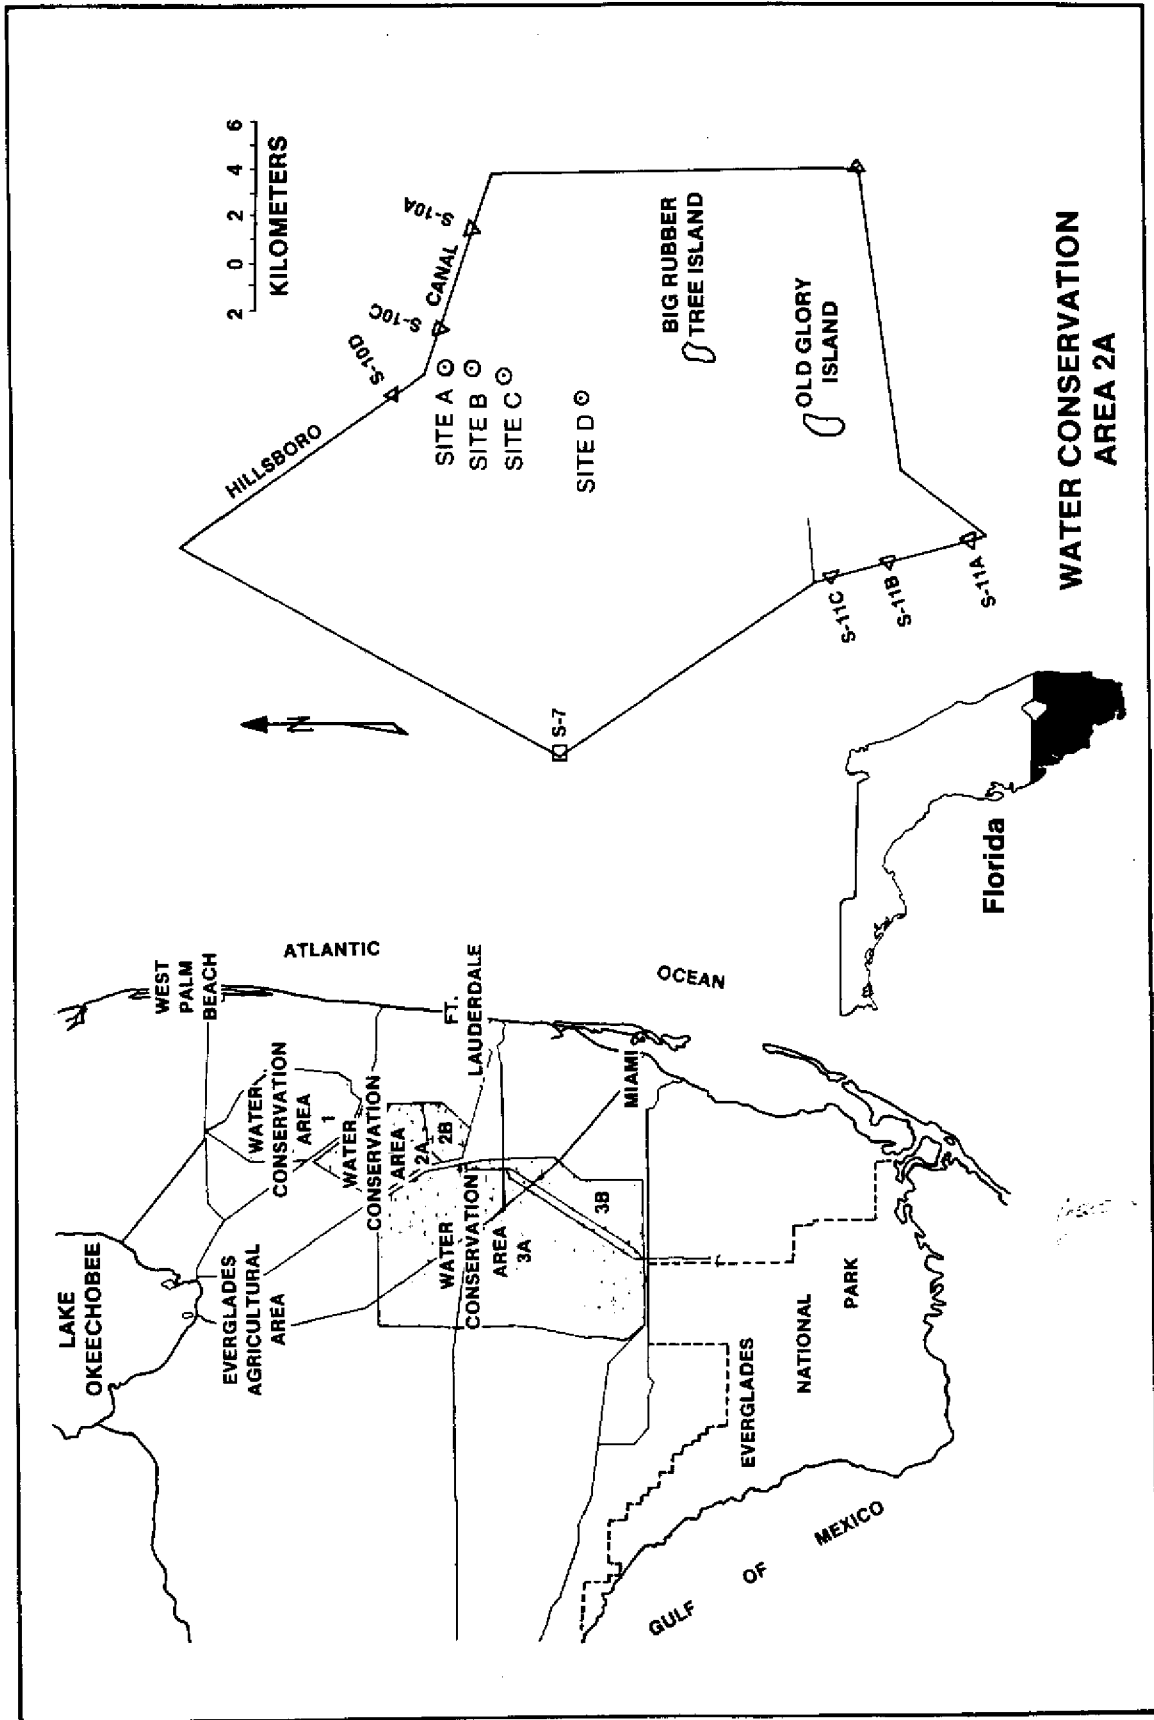 LAKE
OKEECHOBEE
EVERGLADES
AGRICULTURAL
AREA
WEST
PALM
BEACH
ATLANTIC
WATER
CONSERVATION
AREA
1
WATER
CONSERVATION
AREA
2A
2B
FT.
LAUDERDALE
WATER
CONSERVATION
AREA
3A
3B
OCEAN
MIAMI
EVERGLADES
NATIONAL
PARK
GULF OF MEXICO
N
Florida
2 0 2 4 6
KILOMETERS
HILLSBORO
CANAL
S-10D
S-10C
S-10A
SITE A
SITE B
SITE C
SITE D
S-7
BIG RUBBER
TREE ISLAND
OLD GLORY
ISLAND
S-11C
S-11B
S-11A
WATER CONSERVATION
AREA 2A